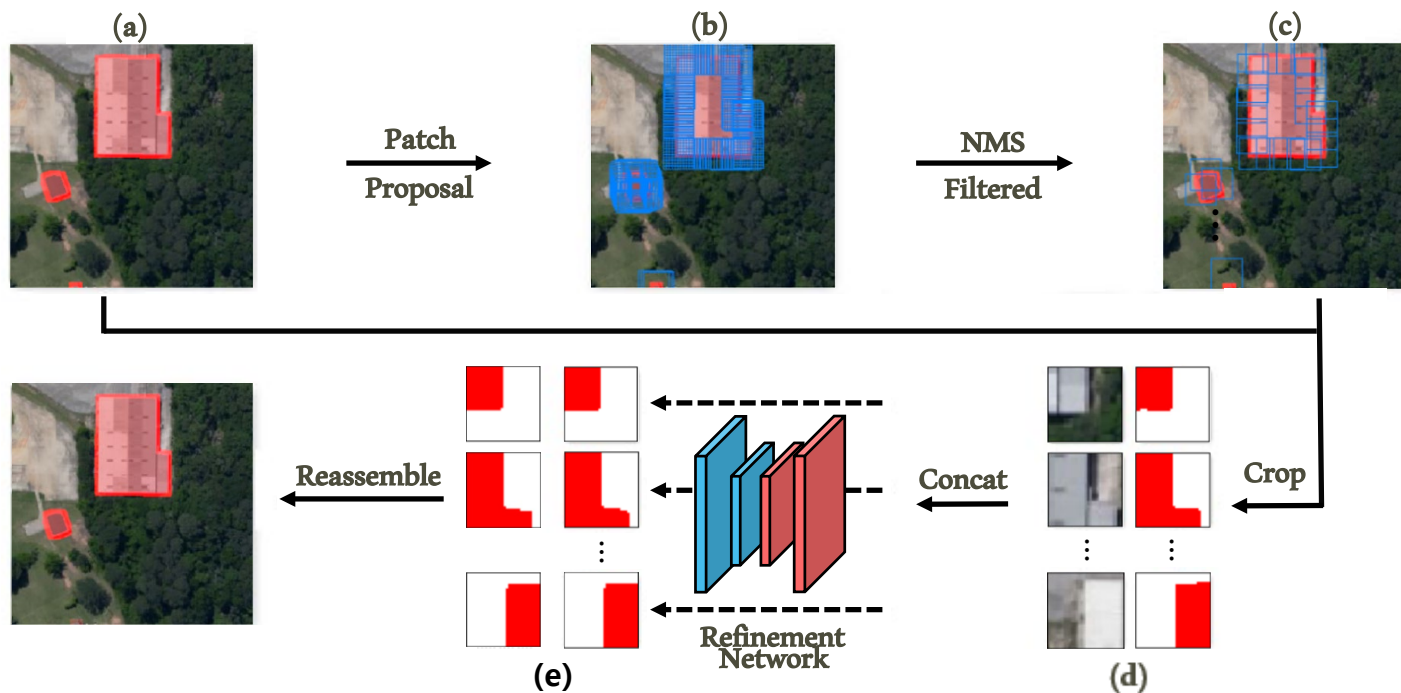 (a)
(b)
(c)
Patch
Proposal
NMS
Filtered
Reassemble
Concat
Crop
Refinement
Network
(e)
(d)